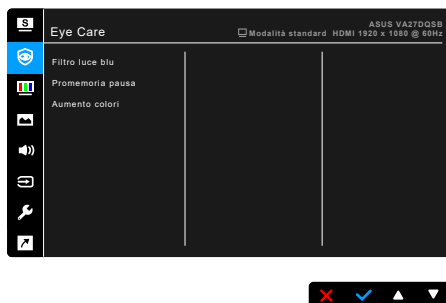 S
Eye Care
ASUS VA27DQSB
Modalità standard HDMI 1920 x 1080 @ 60Hz
Filtro luce blu
Promemoria pausa
Aumento colori